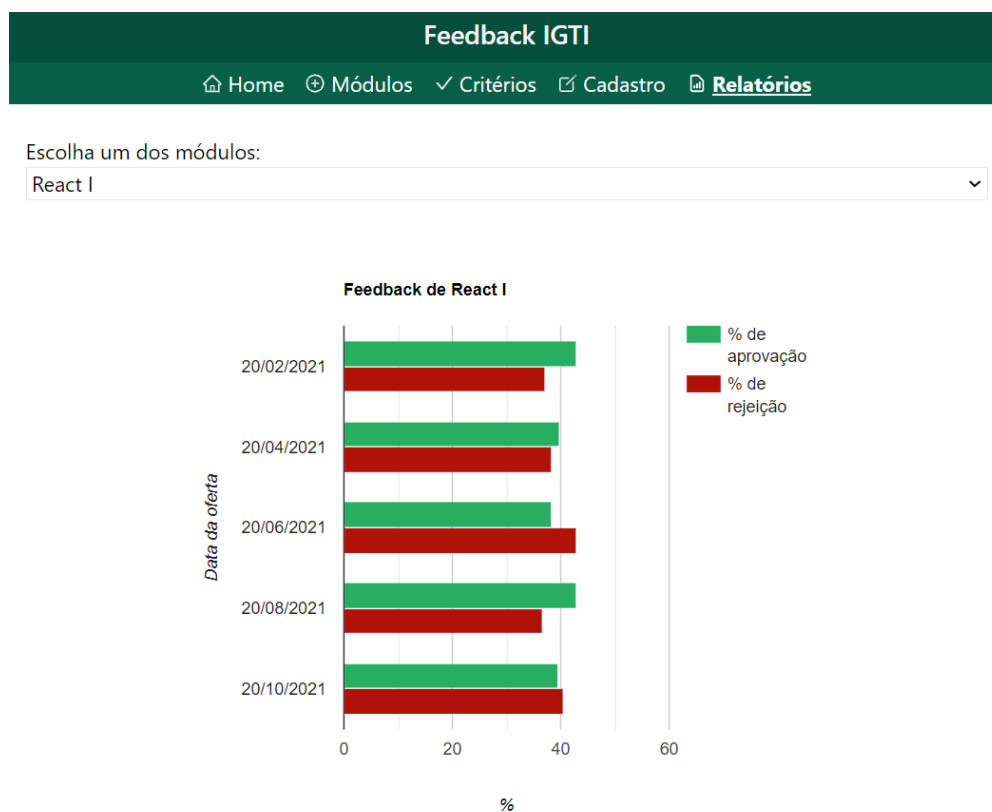 Feedback IGTI
Home Módulos Critérios Cadastro Relatórios
Escolha um dos módulos:
React I
Feedback de React I
% de
aprovação
% de
rejeição
Data da oferta
20/02/2021
20/04/2021
20/06/2021
20/08/2021
20/10/2021
0 20 40 60
%